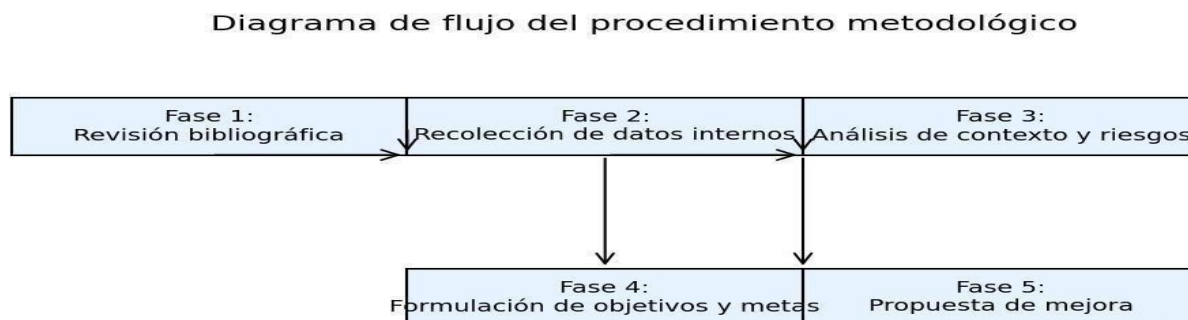 Diagrama de flujo del procedimiento metodológico
Fase 1:
Revisión bibliográfica
Fase 2:
Recolección de datos internos
Fase 3:
Análisis de contexto y riesgos
Fase 4:
Formulación de objetivos y metas
Fase 5:
Propuesta de mejora